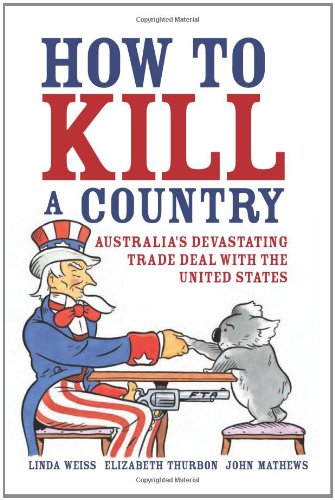 Copyrighted Material
HOW TO
KILL
A COUNTRY
AUSTRALIA'S DEVASTATING
TRADE DEAL WITH THE
UNITED STATES
FTA
LINDA WEISS ELIZABETH THURBON JOHN MATHEWS
Copyrighted Material